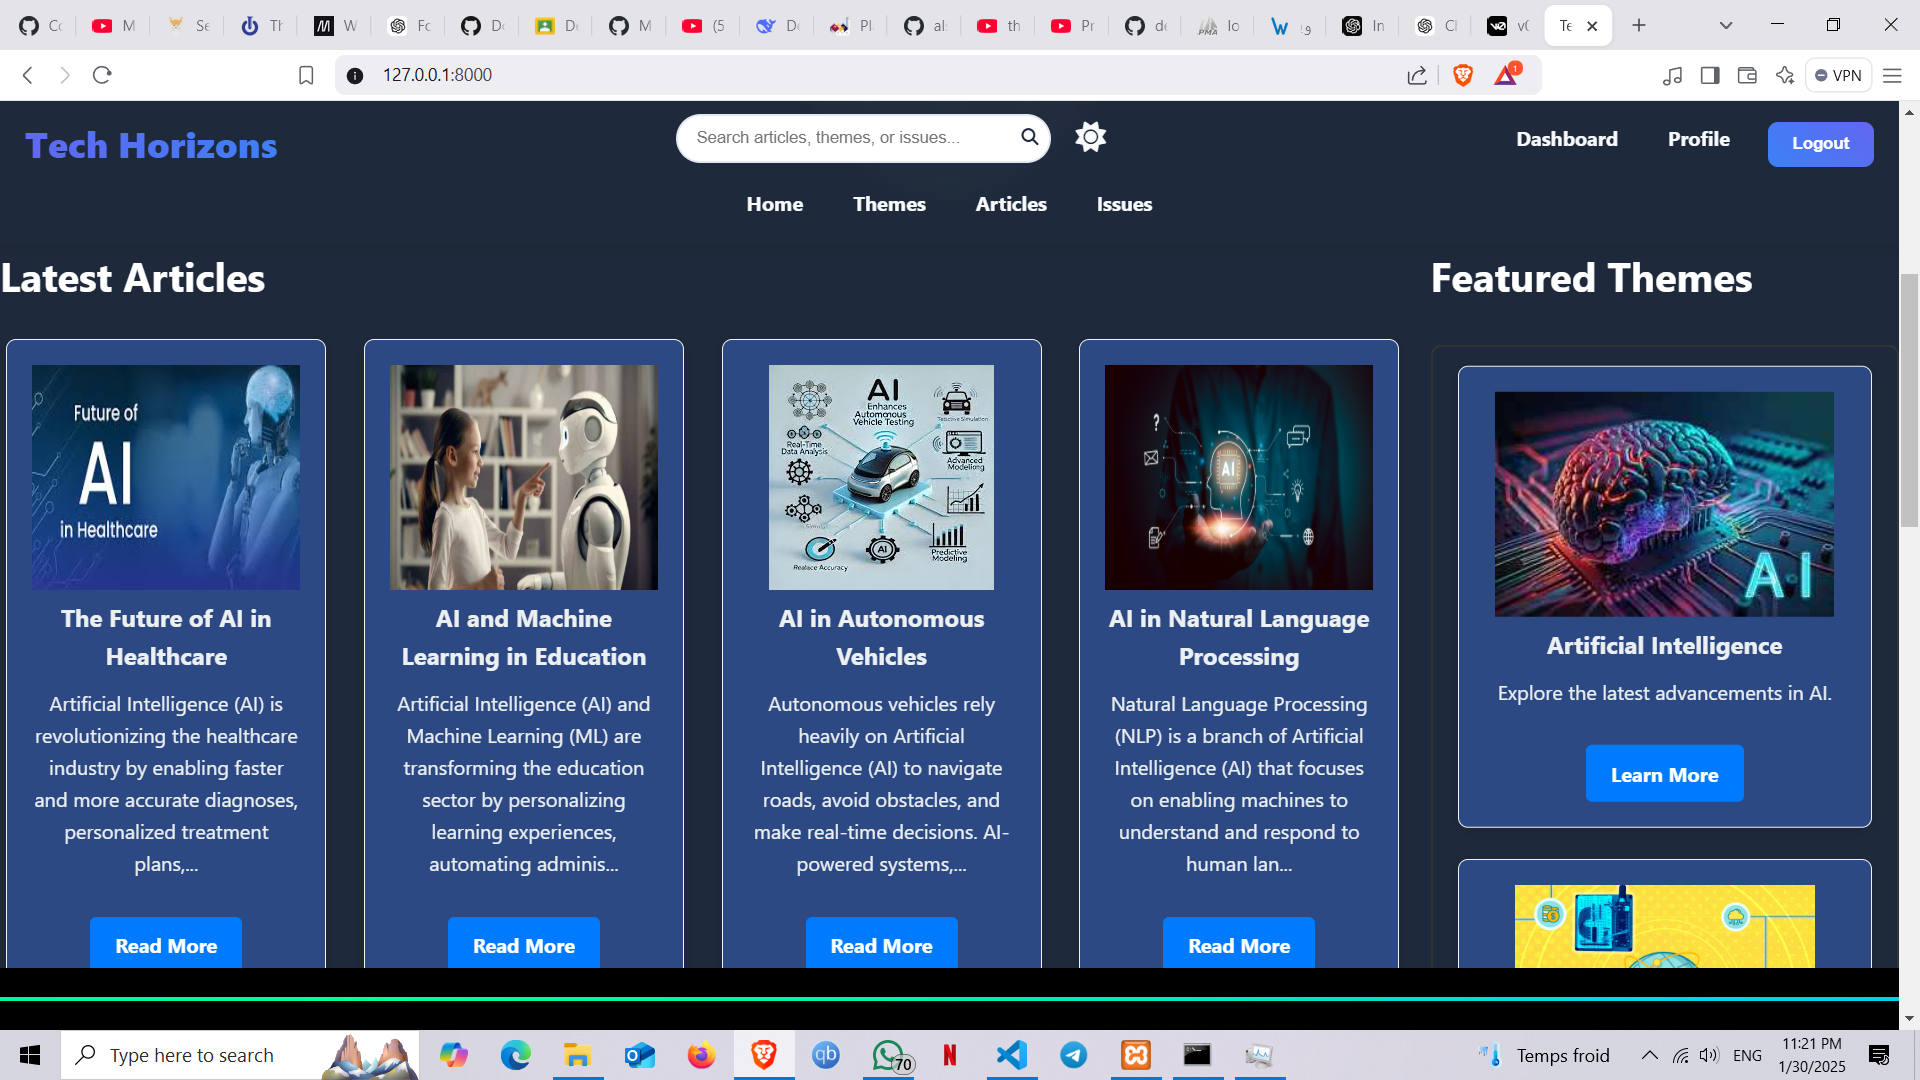 Cc
M
Se
Th
W
Fc
Dc
De
M
(5
De
Pl
al
th
Pr
de
lo
In
Cl
v0
Te
127.0.0.1:8000
1
VPN
Tech Horizons
Search articles, themes, or issues...
Dashboard
Profile
Logout
Home
Themes
Articles
Issues
Latest Articles
Featured Themes
Future of
AI
in Healthcare
The Future of AI in
Healthcare
Artificial Intelligence (AI) is
revolutionizing the healthcare
industry by enabling faster
and more accurate diagnoses,
personalized treatment
plans,...
Read More
AI and Machine
Learning in Education
Artificial Intelligence (AI) and
Machine Learning (ML) are
transforming the education
sector by personalizing
learning experiences,
automating adminis...
Read More
AI
Enhances
Autonomous
Vehicle Testing
Real-Time
Data Analysis
Advanced
Modeling
AI
Predictive
Modeling
AI in Autonomous
Vehicles
Autonomous vehicles rely
heavily on Artificial
Intelligence (AI) to navigate
roads, avoid obstacles, and
make real-time decisions. AI-
powered systems,...
Read More
AI
AI in Natural Language
Processing
Natural Language Processing
(NLP) is a branch of Artificial
Intelligence (AI) that focuses
on enabling machines to
understand and respond to
human lan...
Read More
AI
Artificial Intelligence
Explore the latest advancements in AI.
Learn More
Type here to search
qb
70
N
Temps froid
ENG
11:21 PM
1/30/2025